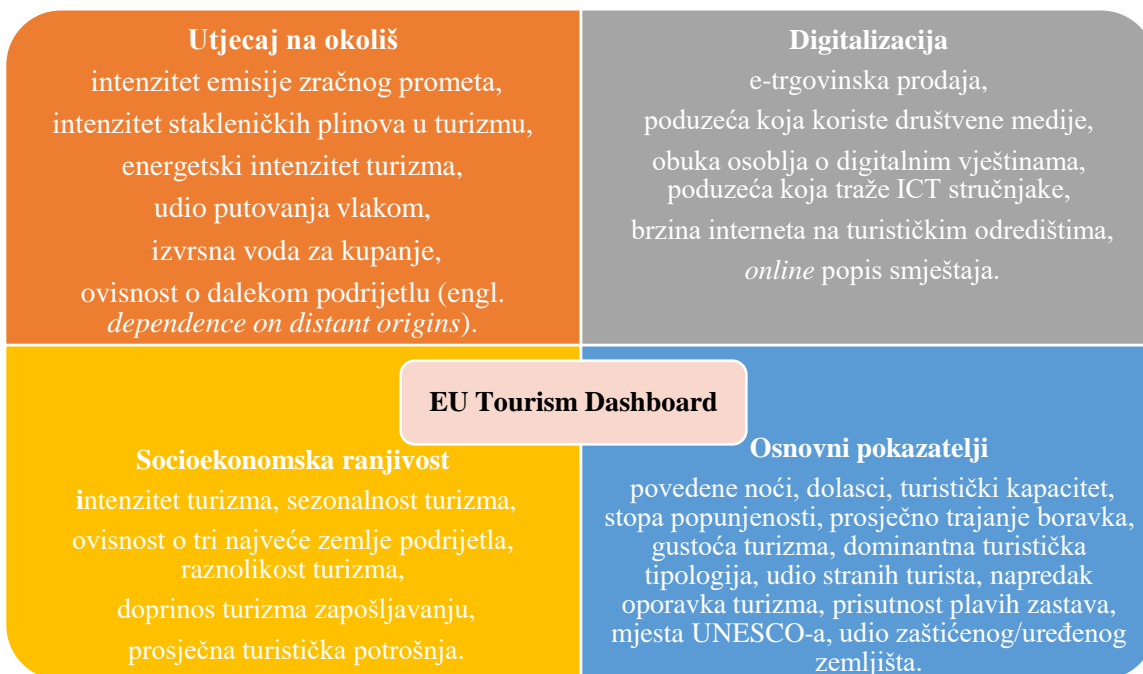 Utjecaj na okoliš
intenzitet emisije zračnog prometa,
intenzitet stakleničkih plinova u turizmu,
energetski intenzitet turizma,
udio putovanja vlakom,
izvrsna voda za kupanje,
ovisnost o dalekom podrijetlu (engl.
dependence on distant origins).
Digitalizacija
e-trgovinska prodaja,
poduzeća koja koriste društvene medije,
obuka osoblja o digitalnim vještinama,
poduzeća koja traže ICT stručnjake,
brzina interneta na turističkim odredištima,
online popis smještaja.
EU Tourism Dashboard
Socioekonomska ranjivost
intenzitet turizma, sezonalnost turizma,
ovisnost o tri najveće zemlje podrijetla,
raznolikost turizma,
doprinos turizma zapošljavanju,
prosječna turistička potrošnja.
Osnovni pokazatelji
povedene noći, dolasci, turistički kapacitet,
stopa popunjenosti, prosječno trajanje boravka,
gustoća turizma, dominantna turistička
tipologija, udio stranih turista, napredak
oporavka turizma, prisutnost plavih zastava,
mjesta UNESCO-a, udio zaštićenog/uređenog
zemljišta.